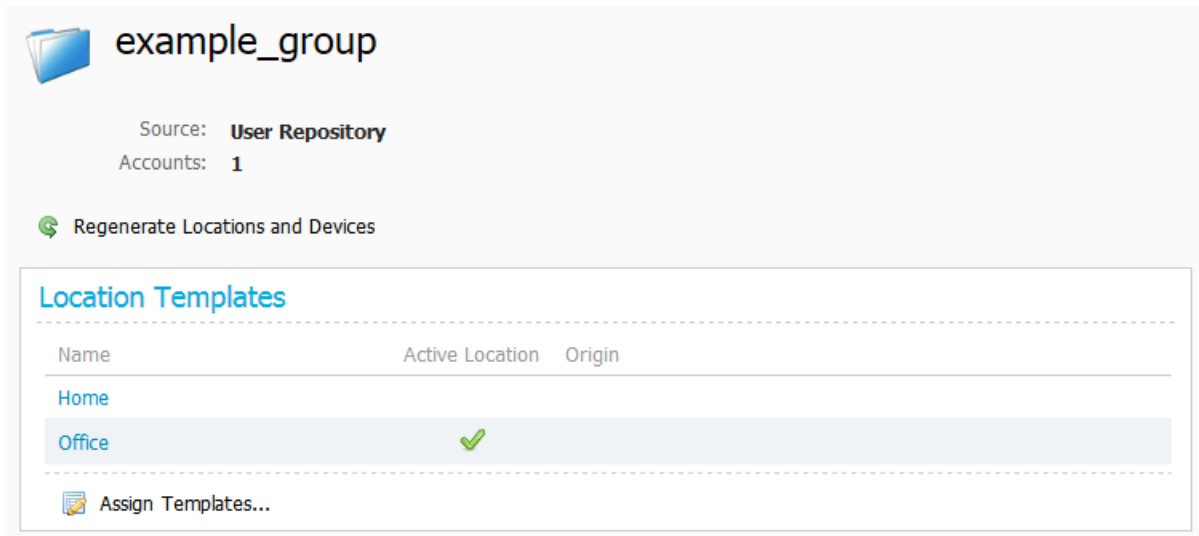 example_group
Source: User Repository
Accounts: 1
Regenerate Locations and Devices
Location Templates
Name Active Location Origin
Home
Office
Assign Templates...